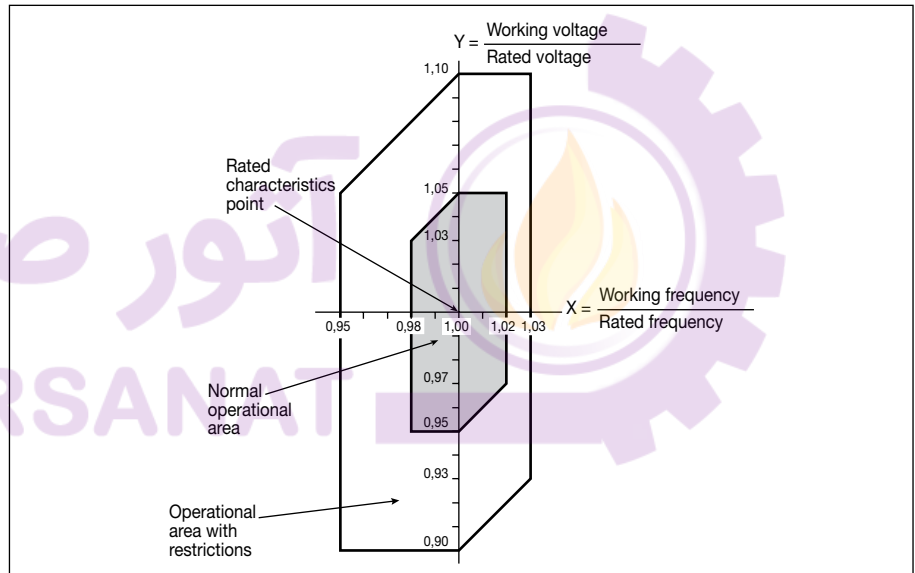 Y = Working voltage
Rated voltage
1,10
Rated
characteristics
point
1,05
1,03
X = Working frequency
Rated frequency
0,95
0,98
1,00
1,02
1,03
Normal
operational
area
0,97
0,95
0,93
Operational
area with
restrictions
0,90
آنور ص
RSANAT